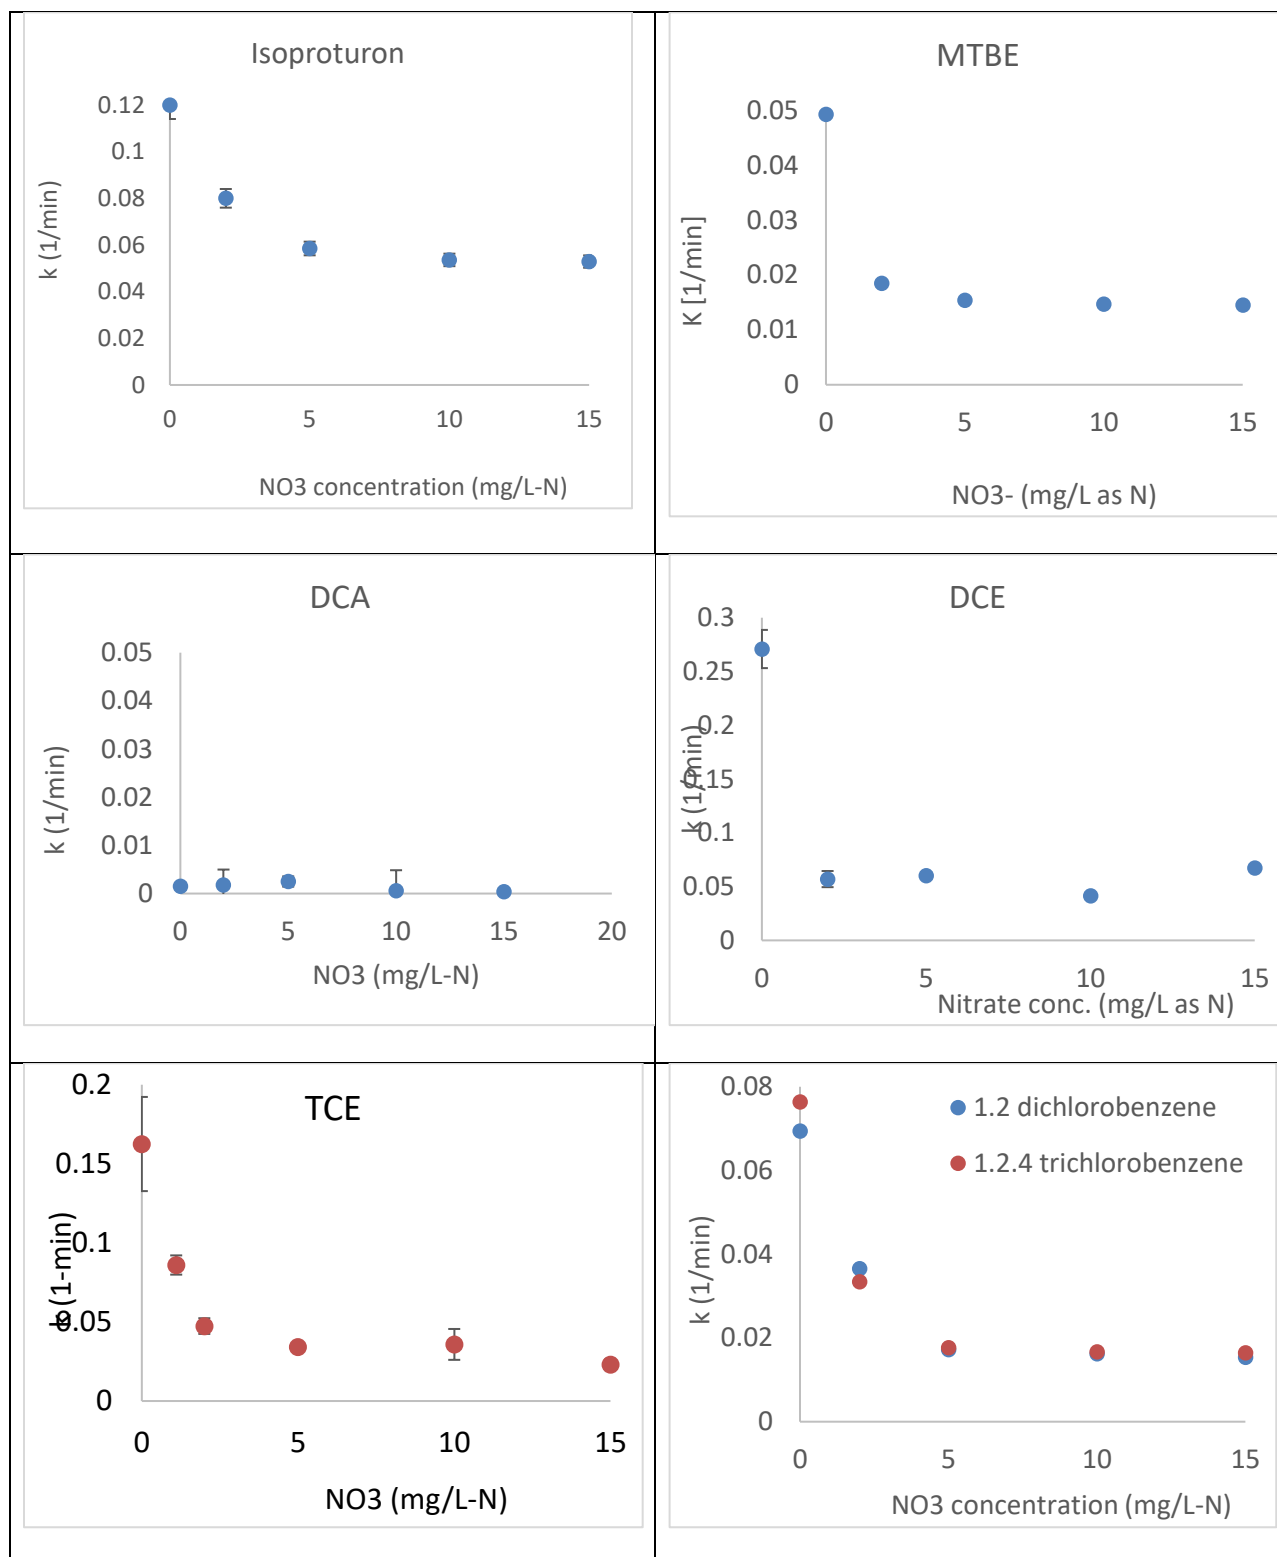 Isoproturon
0.12
0.1
0.08
0.06
0.04
0.02
0
k (1/min)
0 5 10 15
NO3 concentration (mg/L-N)
MTBE
0.05
0.04
0.03
0.02
0.01
0
K [1/min]
0 5 10 15
NO3- (mg/L as N)
DCA
0.05
0.04
0.03
0.02
0.01
0
k (1/min)
0 5 10 15 20
NO3 (mg/L-N)
DCE
0.3
0.25
0.2
0.15
0.1
0.05
0
k (1/min)
0 5 10 15
Nitrate conc. (mg/L as N)
TCE
0.2
0.15
0.1
0.05
0
k (1-min)
0 5 10 15
NO3 (mg/L-N)
1.2 dichlorobenzene
1.2.4 trichlorobenzene
0.08
0.06
0.04
0.02
0
k (1/min)
0 5 10 15
NO3 concentration (mg/L-N)